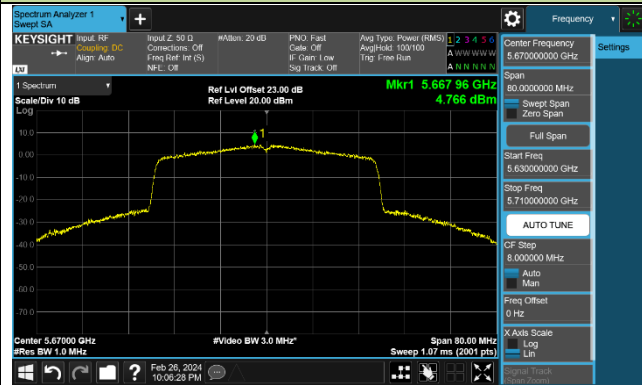 Spectrum Analyzer 1
Swept SA
Frequency
KEYSIGHT
Input: RF
Coupling: DC
Align: Auto
Input Z: 50 Ω
Corrections: Off
Freq Ref: Int (S)
NFE: Off
#Atten: 20 dB
PNO: Fast
Gate: Off
IF Gain: Low
Sig Track: Off
Avg Type: Power (RMS)
Avg|Hold: 100/100
Trig: Free Run
1 2 3 4 5 6
A W W W W W
A N N N N N
LXI
1 Spectrum
Scale/Div 10 dB
Log
Ref Lvl Offset 23.00 dB
Ref Level 20.00 dBm
Mkr1 5.667 96 GHz
4.766 dBm
1
10.0
0.00
-10.0
-20.0
-30.0
-40.0
-50.0
-60.0
-70.0
Center 5.67000 GHz
#Res BW 1.0 MHz
#Video BW 3.0 MHz*
Span 80.00 MHz
Sweep 1.07 ms (2001 pts)
Feb 26, 2024
10:06:28 PM
Center Frequency
5.670000000 GHz
Settings
Span
80.0000000 MHz
Swept Span
Zero Span
Full Span
Start Freq
5.630000000 GHz
Stop Freq
5.710000000 GHz
AUTO TUNE
CF Step
8.000000 MHz
Auto
Man
Freq Offset
0 Hz
X Axis Scale
Log
Lin
Signal Track
(Span Zoom)